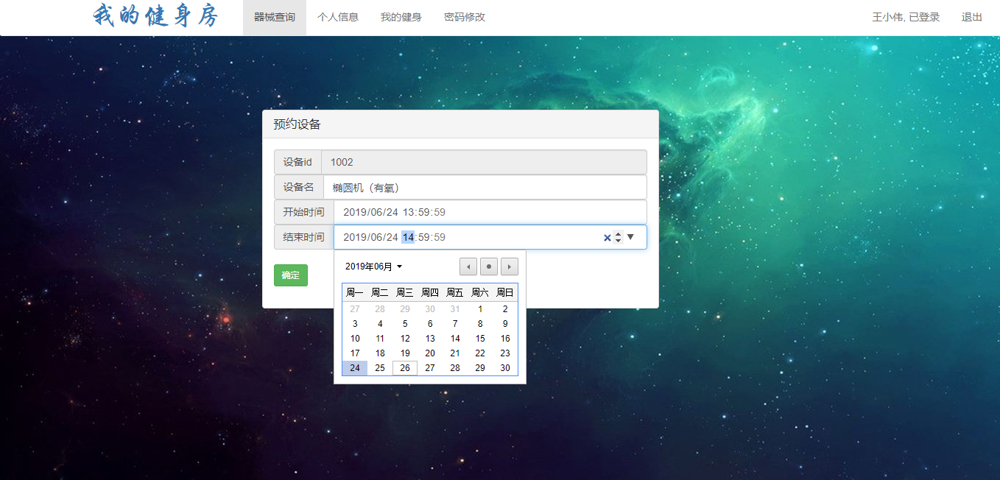 我的健身房 器械查询 个人信息 我的健身 密码修改 王小伟, 已登录 退出
预约设备
设备id 1002
设备名 椭圆机（有氧）
开始时间 2019/06/24 13:59:59
结束时间 2019/06/24 14:59:59
确定
2019年06月
周一 周二 周三 周四 周五 周六 周日
27 28 29 30 31 1 2
3 4 5 6 7 8 9
10 11 12 13 14 15 16
17 18 19 20 21 22 23
24 25 26 27 28 29 30